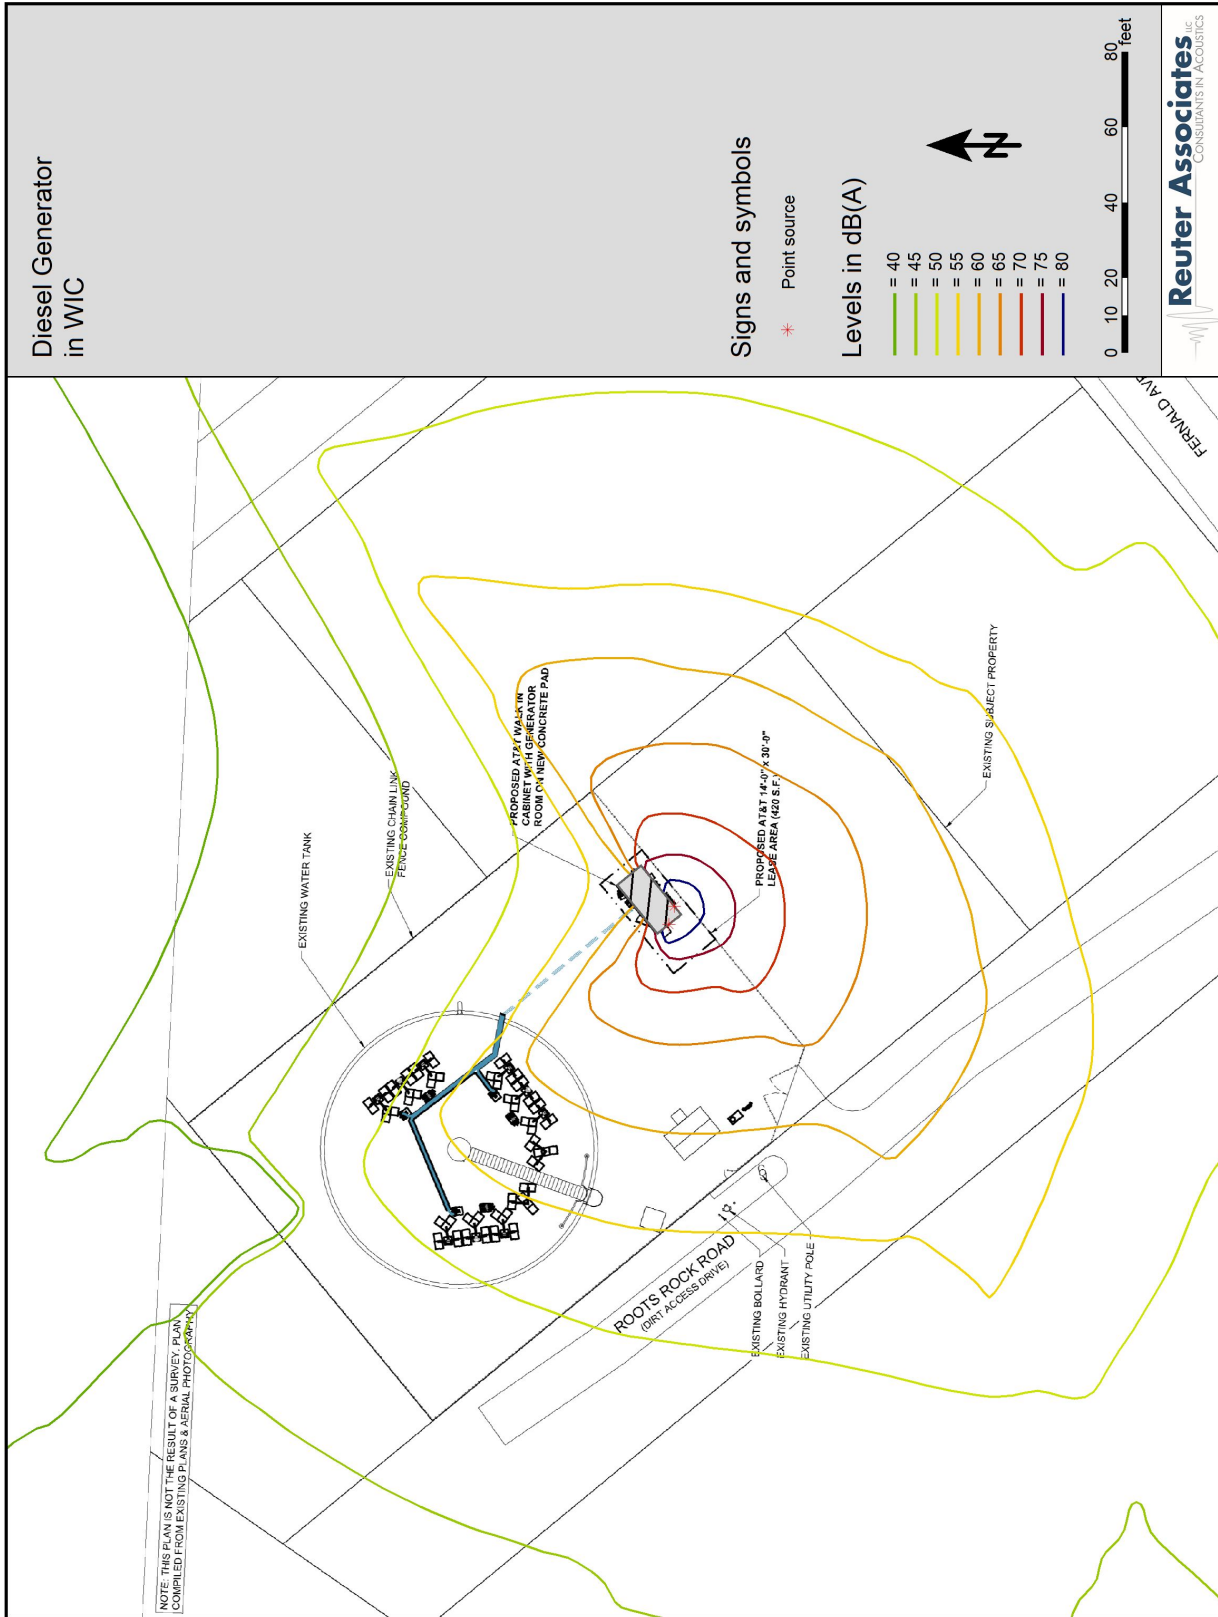 Diesel Generator
in WIC
Signs and symbols
Point source
Levels in dB(A)
= 40
= 45
= 50
= 55
= 60
= 65
= 70
= 75
= 80
N
0 10 20 40 60 80
feet
Reuter Associates LLC
CONSULTANTS IN ACOUSTICS
NOTE: THIS PLAN IS NOT THE RESULT OF A SURVEY. PLAN
COMPILED FROM EXISTING PLANS & AERIAL PHOTOGRAPHY
EXISTING WATER TANK
EXISTING CHAIN LINK
FENCE COMPOUND
PROPOSED AT&T WALK IN
CABINET WITH GENERATOR
ROOM ON NEW CONCRETE PAD
PROPOSED AT&T 14'-0" x 30'-0"
LEASE AREA (420 S.F.)
EXISTING SUBJECT PROPERTY
ROOTS ROCK ROAD
(DIRT ACCESS DRIVE)
EXISTING BOLLARD
EXISTING HYDRANT
EXISTING UTILITY POLE
FERNALD AVE